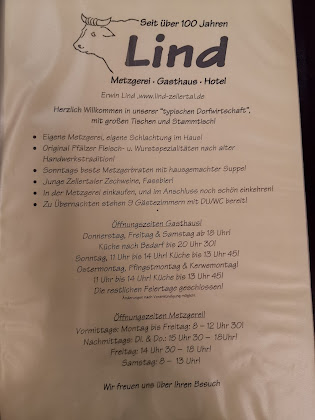 Seit über 100 Jahren
Lind
Metzgerei · Gasthaus · Hotel
Erwin Lind ,www.lind-zellertal.de
Herzlich Willkommen in unserer "typischen Dorfwirtschaft",
mit großen Tischen und Stammtisch!
• Eigene Metzgerei, eigene Schlachtung im Haus!
• Original Pfälzer Fleisch- u. Wurstspezialitäten nach alter
Handwerkstradition!
• Sonntags beste Metzgerbraten mit hausgemachter Suppe!
• Junge Zellertaler Zschweine, Fassbier!
• In der Metzgerei einkaufen, und im Anschluss noch schön einkehren!
• Zu Übernachten stehen 9 Gästezimmern mit DU/WC bereit!
Öffnungszeiten Gasthaus!
Donnerstag, Freitag & Samstag ab 18 Uhr!
Küche nach Bedarf bis 20 Uhr 30!
Sonntag, 11 Uhr bis 14 Uhr! Küche bis 13 Uhr 45!
Ostermontag, Pfingstmontag & Kerwemontag!
11 Uhr bis 14 Uhr! Küche bis 13 Uhr 45!
Die restlichen Feiertage geschlossen!
Öffnungszeiten Metzgerei!
Vormittags: Montag bis Freitag: 8 – 12 Uhr 30!
Nachmittags: Di. & Do.: 15 Uhr 30 – 18Uhr!
Freitag: 14 Uhr 30 – 18 Uhr!
Samstag: 8 – 13 Uhr!
Wir freuen uns über Ihren Besuch